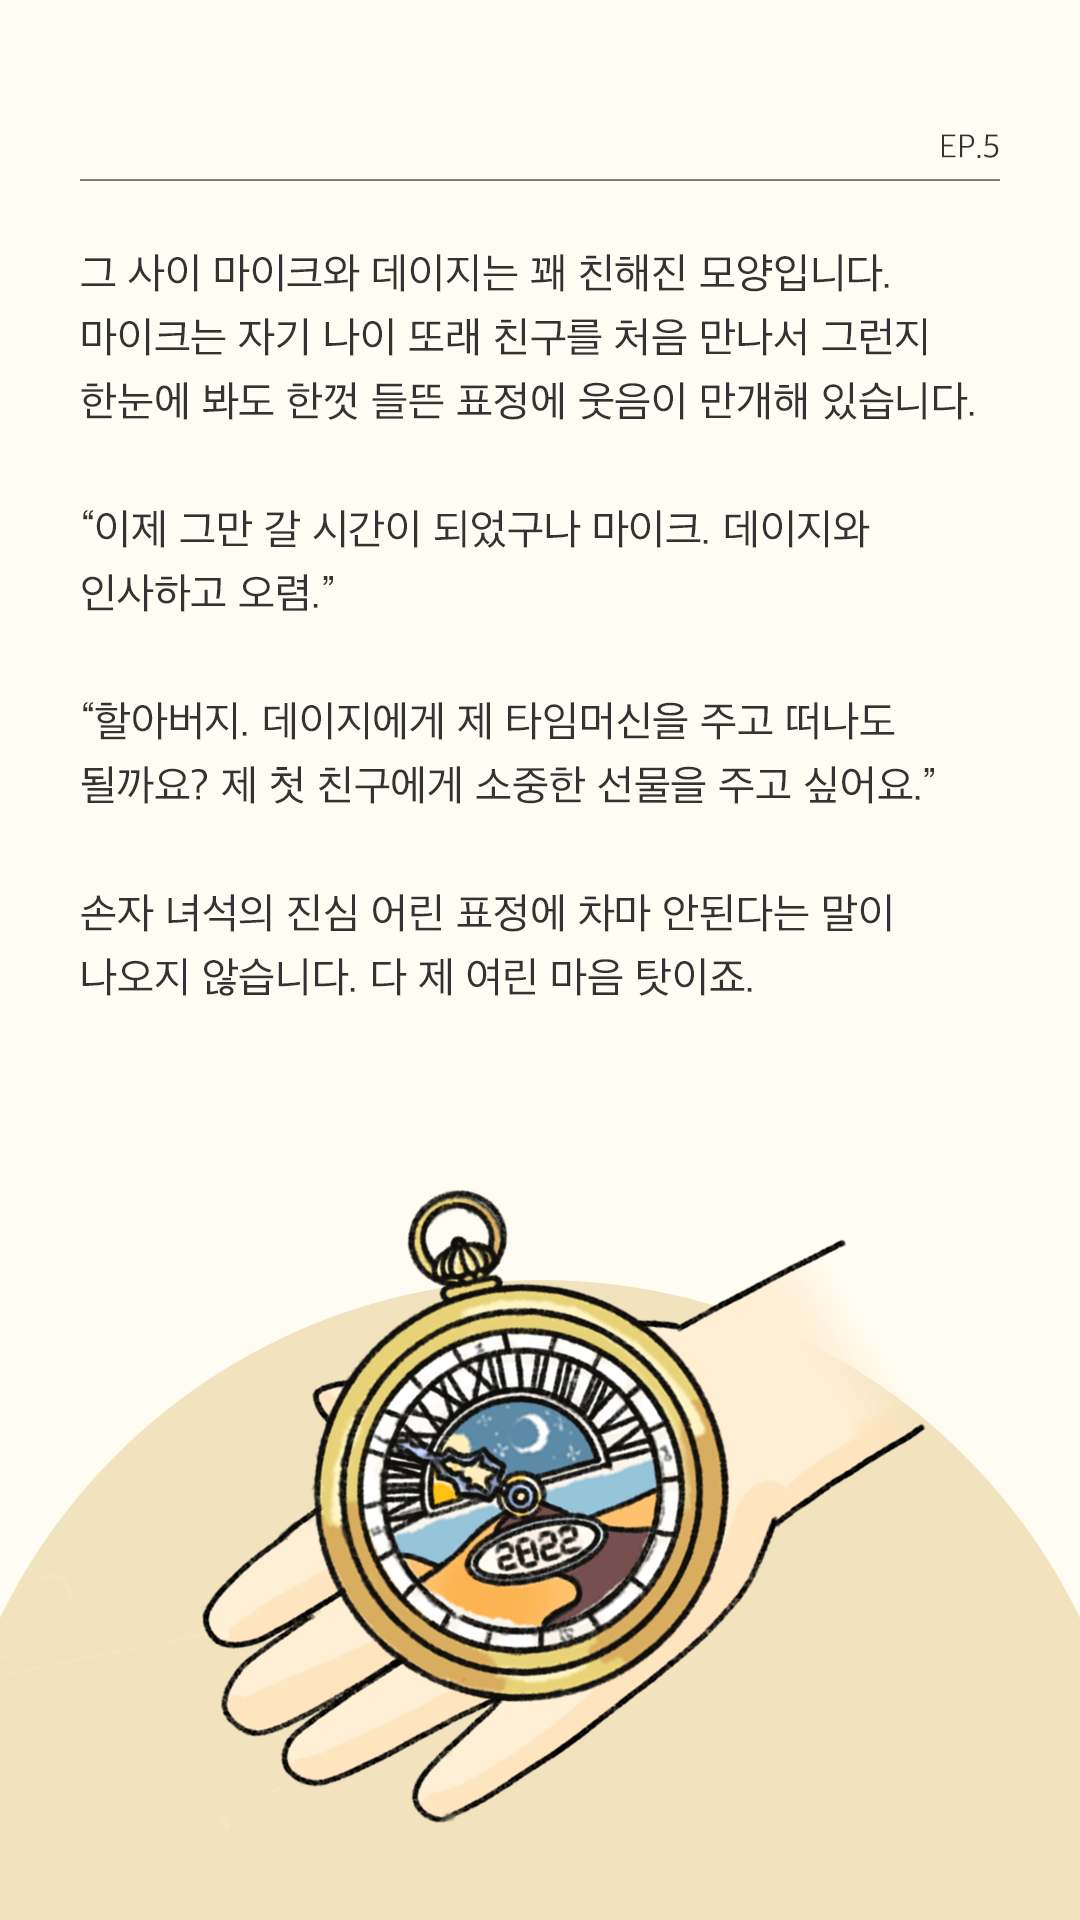 EP.5
그 사이 마이크와 데이지는 꽤 친해진 모양입니다.
마이크는 자기 나이 또래 친구를 처음 만나서 그런지
한눈에 봐도 한껏 들뜬 표정에 웃음이 만개해 있습니다.
“이제 그만 갈 시간이 되었구나 마이크. 데이지와
인사하고 오렴.”
“할아버지. 데이지에게 제 타임머신을 주고 떠나도
될까요? 제 첫 친구에게 소중한 선물을 주고 싶어요.”
손자 녀석의 진심 어린 표정에 차마 안된다는 말이
나오지 않습니다. 다 제 여린 마음 탓이죠.
2022